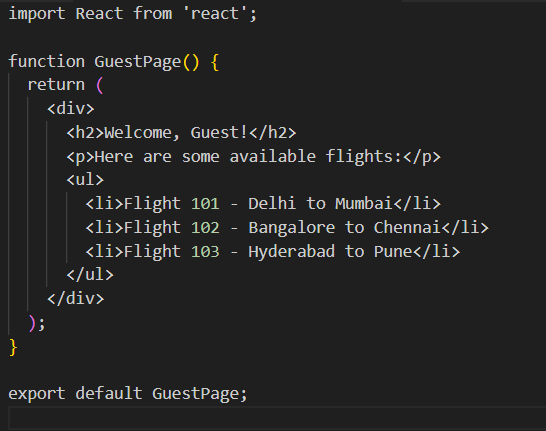 import React from 'react';
function GuestPage() {
return (
<div>
<h2>Welcome, Guest!</h2>
<p>Here are some available flights:</p>
<ul>
<li>Flight 101 - Delhi to Mumbai</li>
<li>Flight 102 - Bangalore to Chennai</li>
<li>Flight 103 - Hyderabad to Pune</li>
</ul>
</div>
);
}
export default GuestPage;